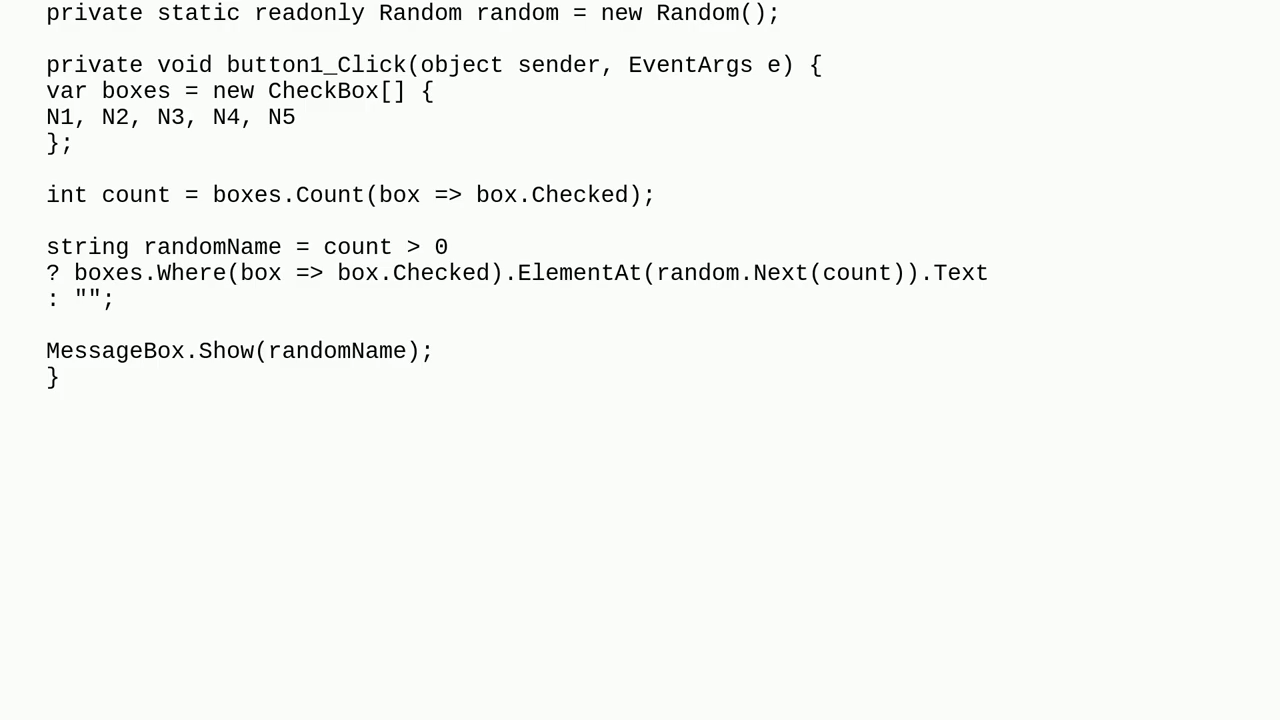 private static readonly Random random = new Random();
private void button1_Click(object sender, EventArgs e) {
var boxes = new CheckBox[] {
N1, N2, N3, N4, N5
};
int count = boxes.Count(box => box.Checked);
string randomName = count > 0
? boxes.Where(box => box.Checked).ElementAt(random.Next(count)).Text
: "";
MessageBox.Show(randomName);
}